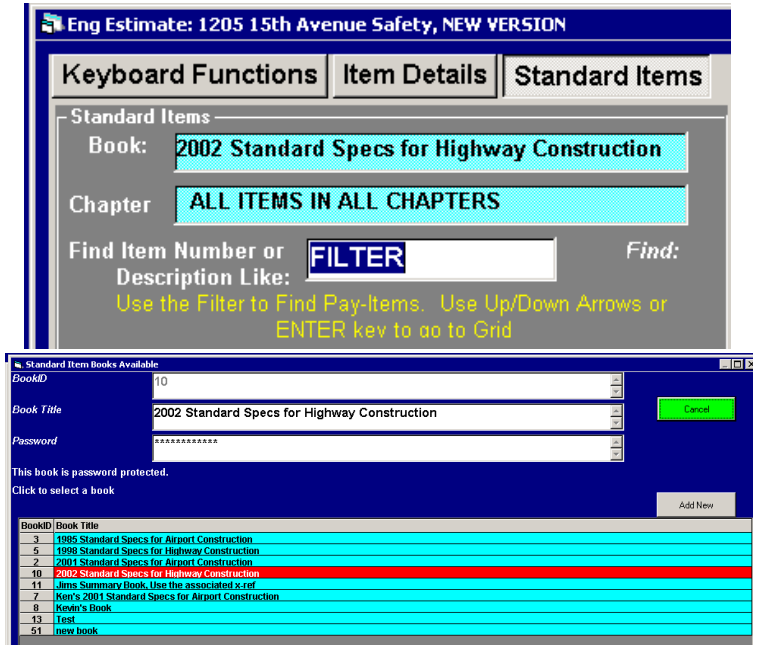 Eng Estimate: 1205 15th Avenue Safety, NEW VERSION
Keyboard Functions Item Details Standard Items
Standard Items
Book: 2002 Standard Specs for Highway Construction
Chapter ALL ITEMS IN ALL CHAPTERS
Find Item Number or FILTER Find:
Description Like:
Use the Filter to Find Pay-Items. Use Up/Down Arrows or
ENTER key to go to Grid
Standard Item Books Available
BookID 10
Book Title 2002 Standard Specs for Highway Construction Cancel
Password ************
This book is password protected.
Click to select a book
Add New
BookID Book Title
3 1985 Standard Specs for Airport Construction
5 1998 Standard Specs for Highway Construction
2 2001 Standard Specs for Airport Construction
10 2002 Standard Specs for Highway Construction
11 Jims Summary Book, Use the associated x-ref
7 Ken's 2001 Standard Specs for Airport Construction
8 Kevin's Book
13 Test
51 new book